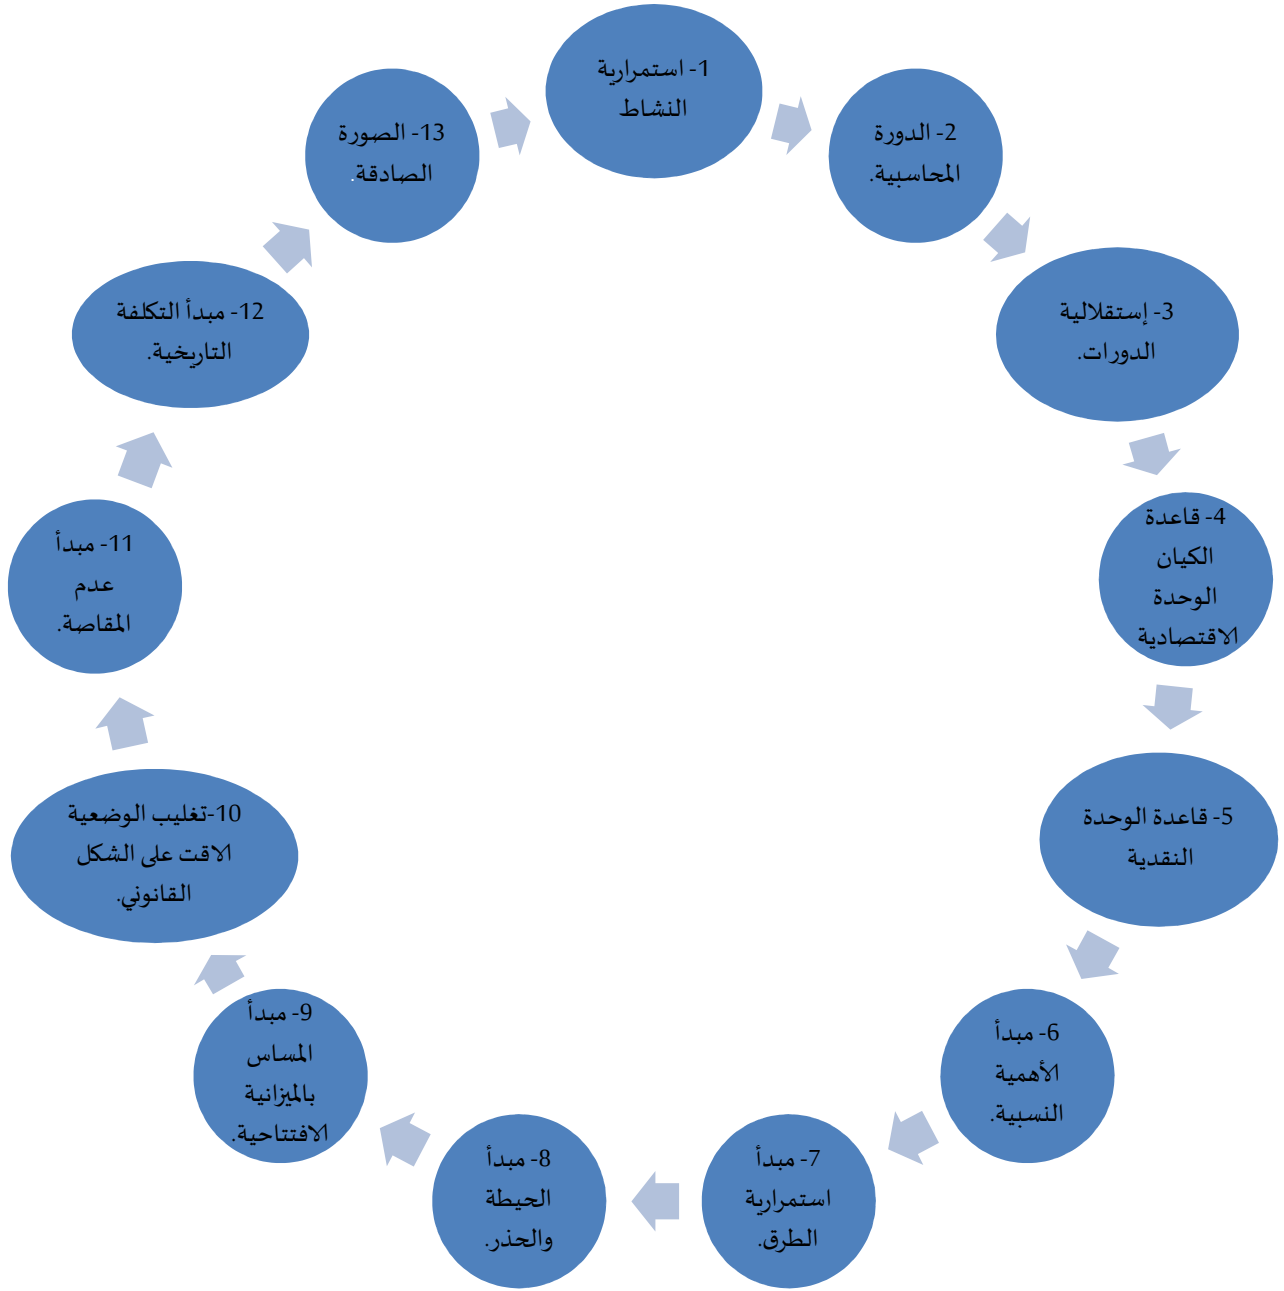 1- استمرارية
النشاط
2- الدورة
المحاسبية.
3- إستقلالية
الدورات.
4- قاعدة
الكيان
الوحدة
الاقتصادية
5- قاعدة الوحدة
النقدية
6- مبدأ
الأهمية
النسبية.
7- مبدأ
استمرارية
الطرق.
8- مبدأ
الحيطة
والحذر.
9- مبدأ
المساس
بالميزانية
الافتتاحية.
10-تغليب الوضعية
الاقت على الشكل
القانوني.
11- مبدأ
عدم
المقاصة.
12- مبدأ التكلفة
التاريخية.
13- الصورة
الصادقة.